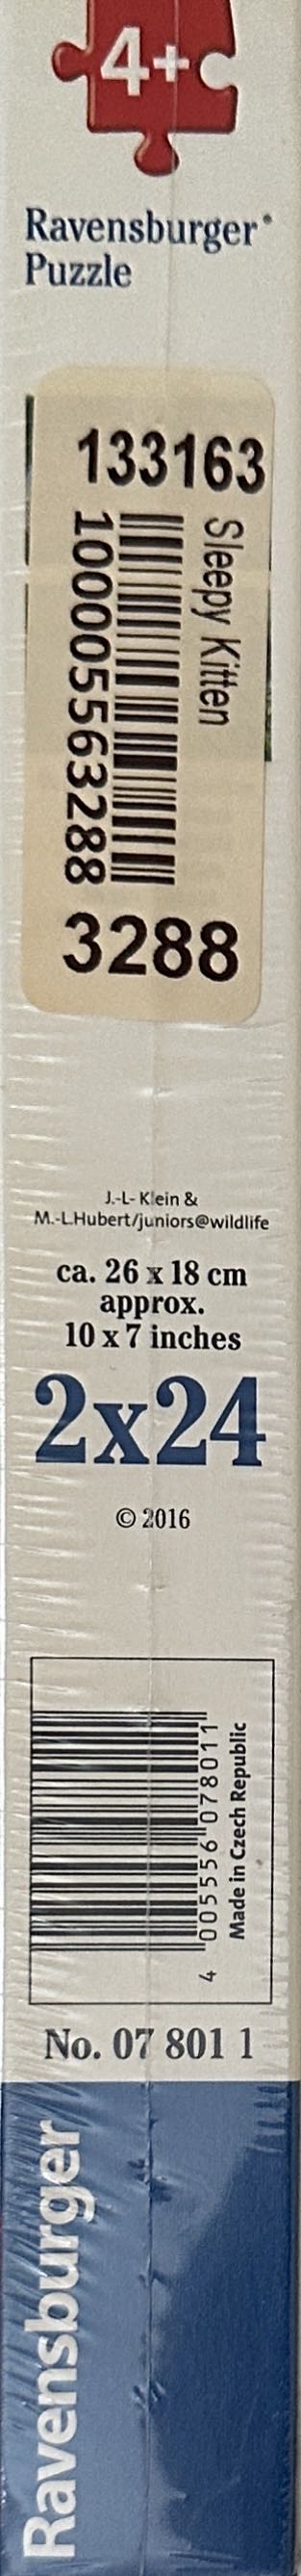 4+
Ravensburger®
Puzzle
133163
Sleepy Kitten
100005563288
3288
J.-L- Klein &
M.-L.Hubert/juniors@wildlife
ca. 26 x 18 cm
approx.
10 x 7 inches
2x24
© 2016
4 005556 078011
Made in Czech Republic
No. 07 801 1
Ravensburger